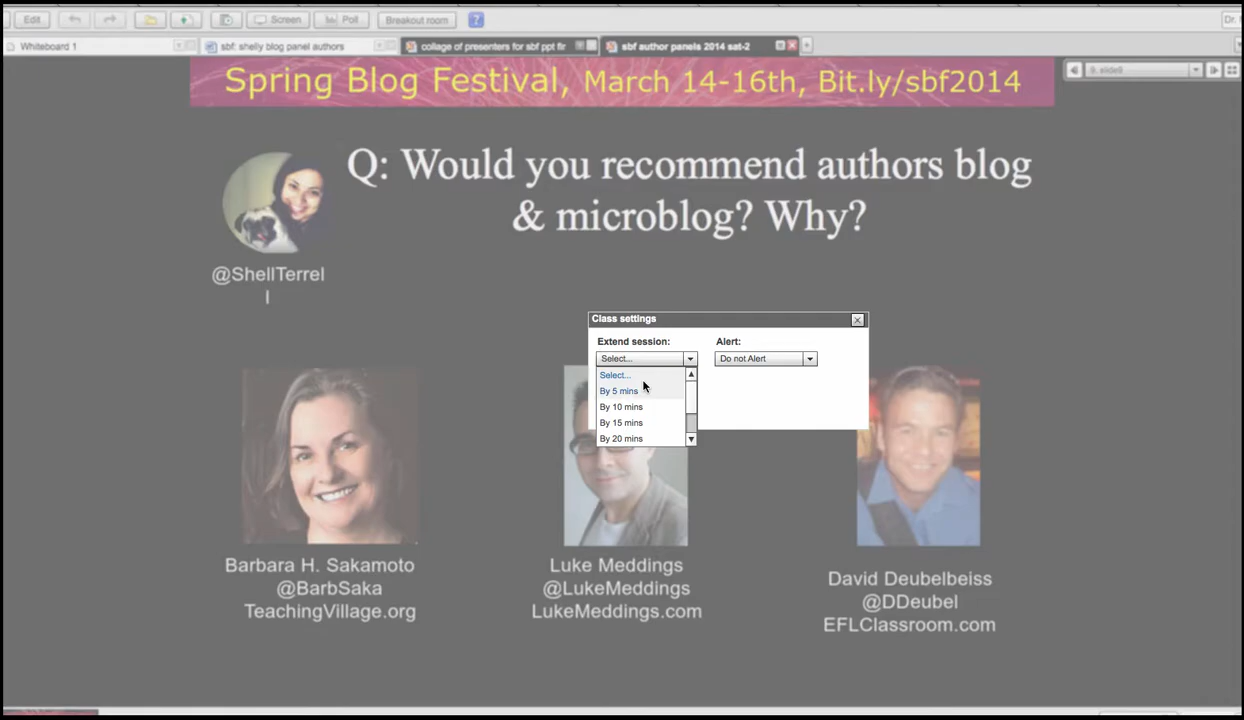 Edit
Screen
Poll
Breakout room
?
Dr.
Whiteboard 1
sbf: shelly blog panel authors
collage of presenters for sbf ppt flr
sbf author panels 2014 sat-2
Spring Blog Festival, March 14-16th, Bit.ly/sbf2014
9. slide9
Q: Would you recommend authors blog
& microblog? Why?
@ShellTerrel
l
Class settings
Extend session:
Alert:
Select...
Do not Alert
Select...
By 5 mins
By 10 mins
By 15 mins
By 20 mins
Barbara H. Sakamoto
@BarbSaka
TeachingVillage.org
Luke Meddings
@LukeMeddings
LukeMeddings.com
David Deubelbeiss
@DDeubel
EFLClassroom.com